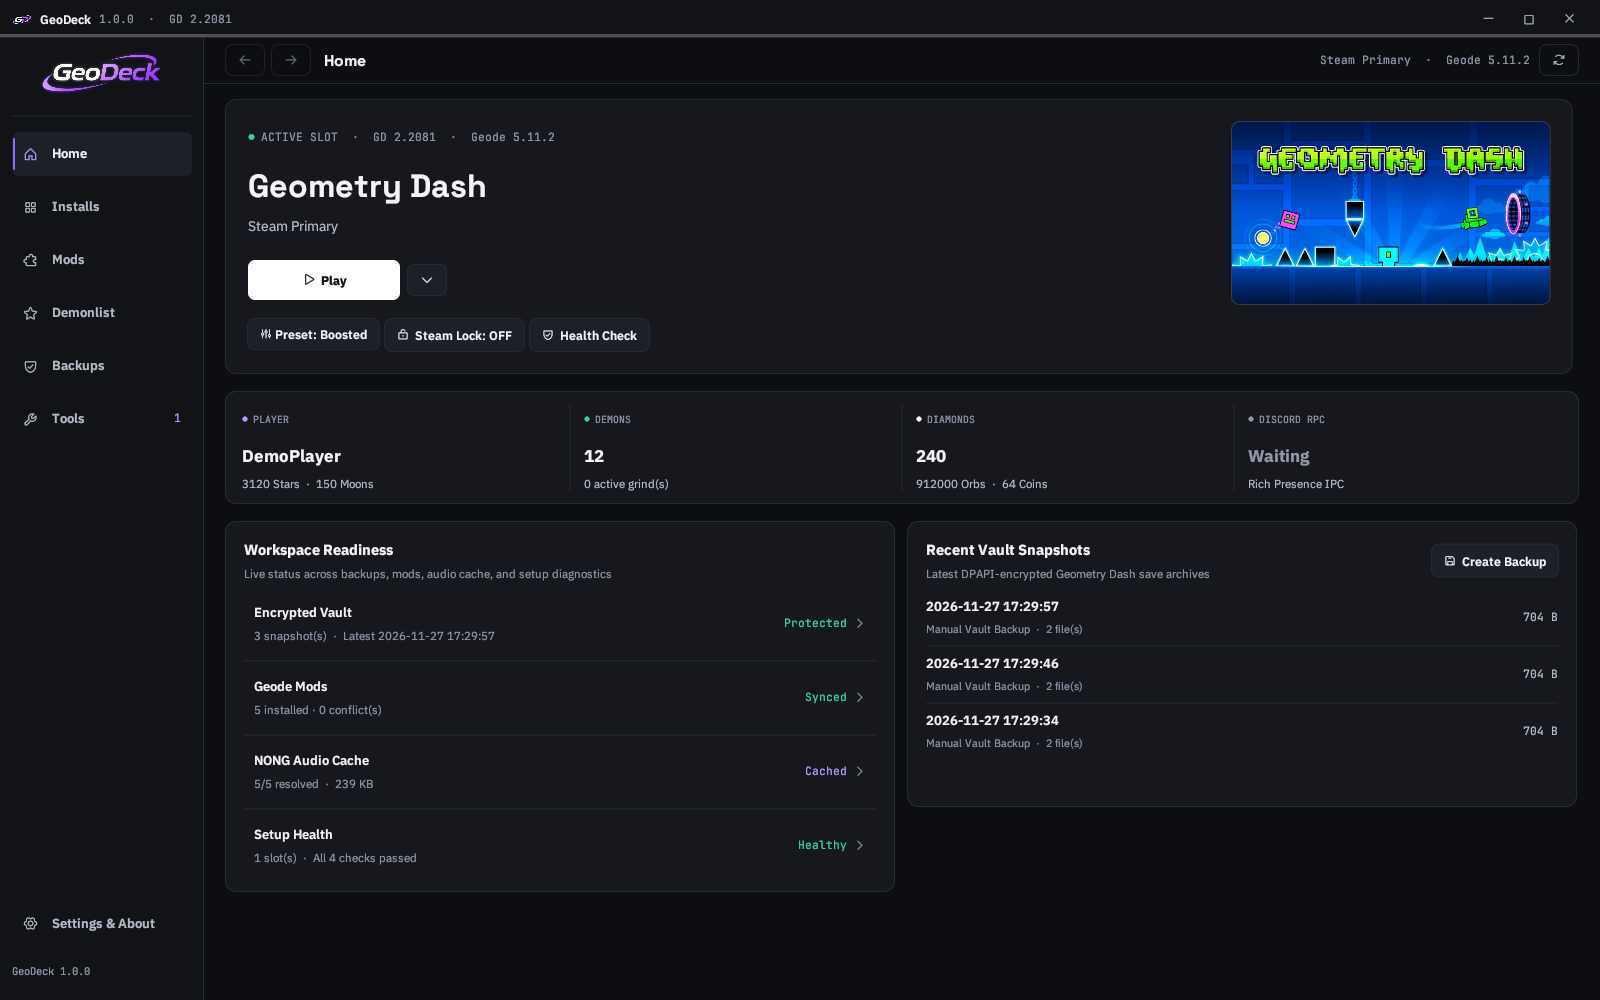 GeoDeck 1.0.0 · GD 2.2081
GeoDeck
Home
Installs
Mods
Demonlist
Backups
Tools 1
Settings & About
GeoDeck 1.0.0
Home
Steam Primary · Geode 5.11.2
ACTIVE SLOT · GD 2.2081 · Geode 5.11.2
Geometry Dash
Steam Primary
Play
Preset: Boosted
Steam Lock: OFF
Health Check
GEOMETRY DASH
PLAYER
DemoPlayer
3120 Stars · 150 Moons
DEMONS
12
0 active grind(s)
DIAMONDS
240
912000 Orbs · 64 Coins
DISCORD RPC
Waiting
Rich Presence IPC
Workspace Readiness
Live status across backups, mods, audio cache, and setup diagnostics
Encrypted Vault
3 snapshot(s) · Latest 2026-11-27 17:29:57
Protected
Geode Mods
5 installed · 0 conflict(s)
Synced
NONG Audio Cache
5/5 resolved · 239 KB
Cached
Setup Health
1 slot(s) · All 4 checks passed
Healthy
Recent Vault Snapshots
Latest DPAPI-encrypted Geometry Dash save archives
Create Backup
2026-11-27 17:29:57
Manual Vault Backup · 2 file(s)
704 B
2026-11-27 17:29:46
Manual Vault Backup · 2 file(s)
704 B
2026-11-27 17:29:34
Manual Vault Backup · 2 file(s)
704 B